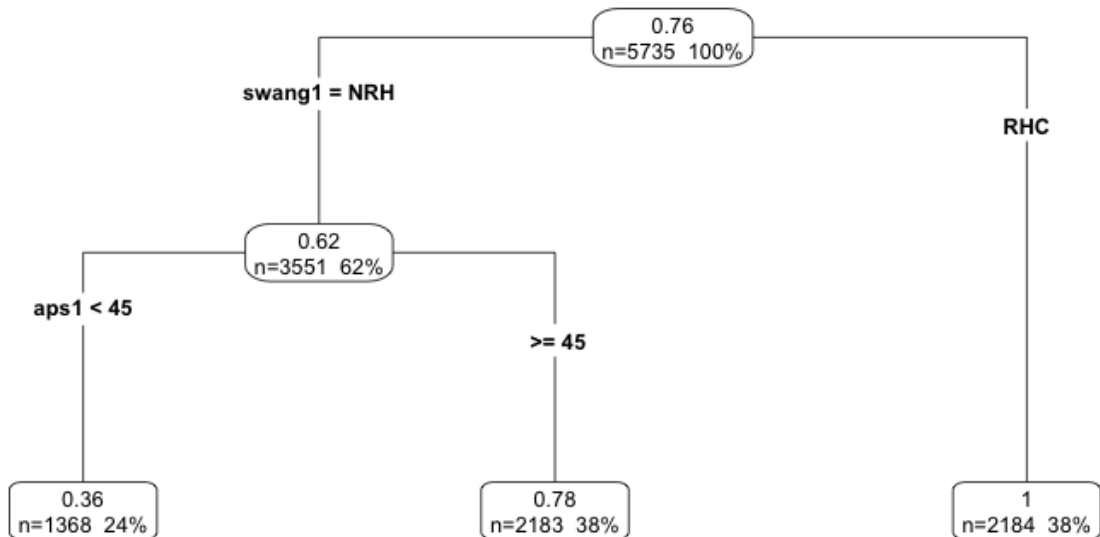 0.76
n=5735 100%
swang1 = NRH
RHC
0.62
n=3551 62%
aps1 < 45
>= 45
0.36
n=1368 24%
0.78
n=2183 38%
1
n=2184 38%